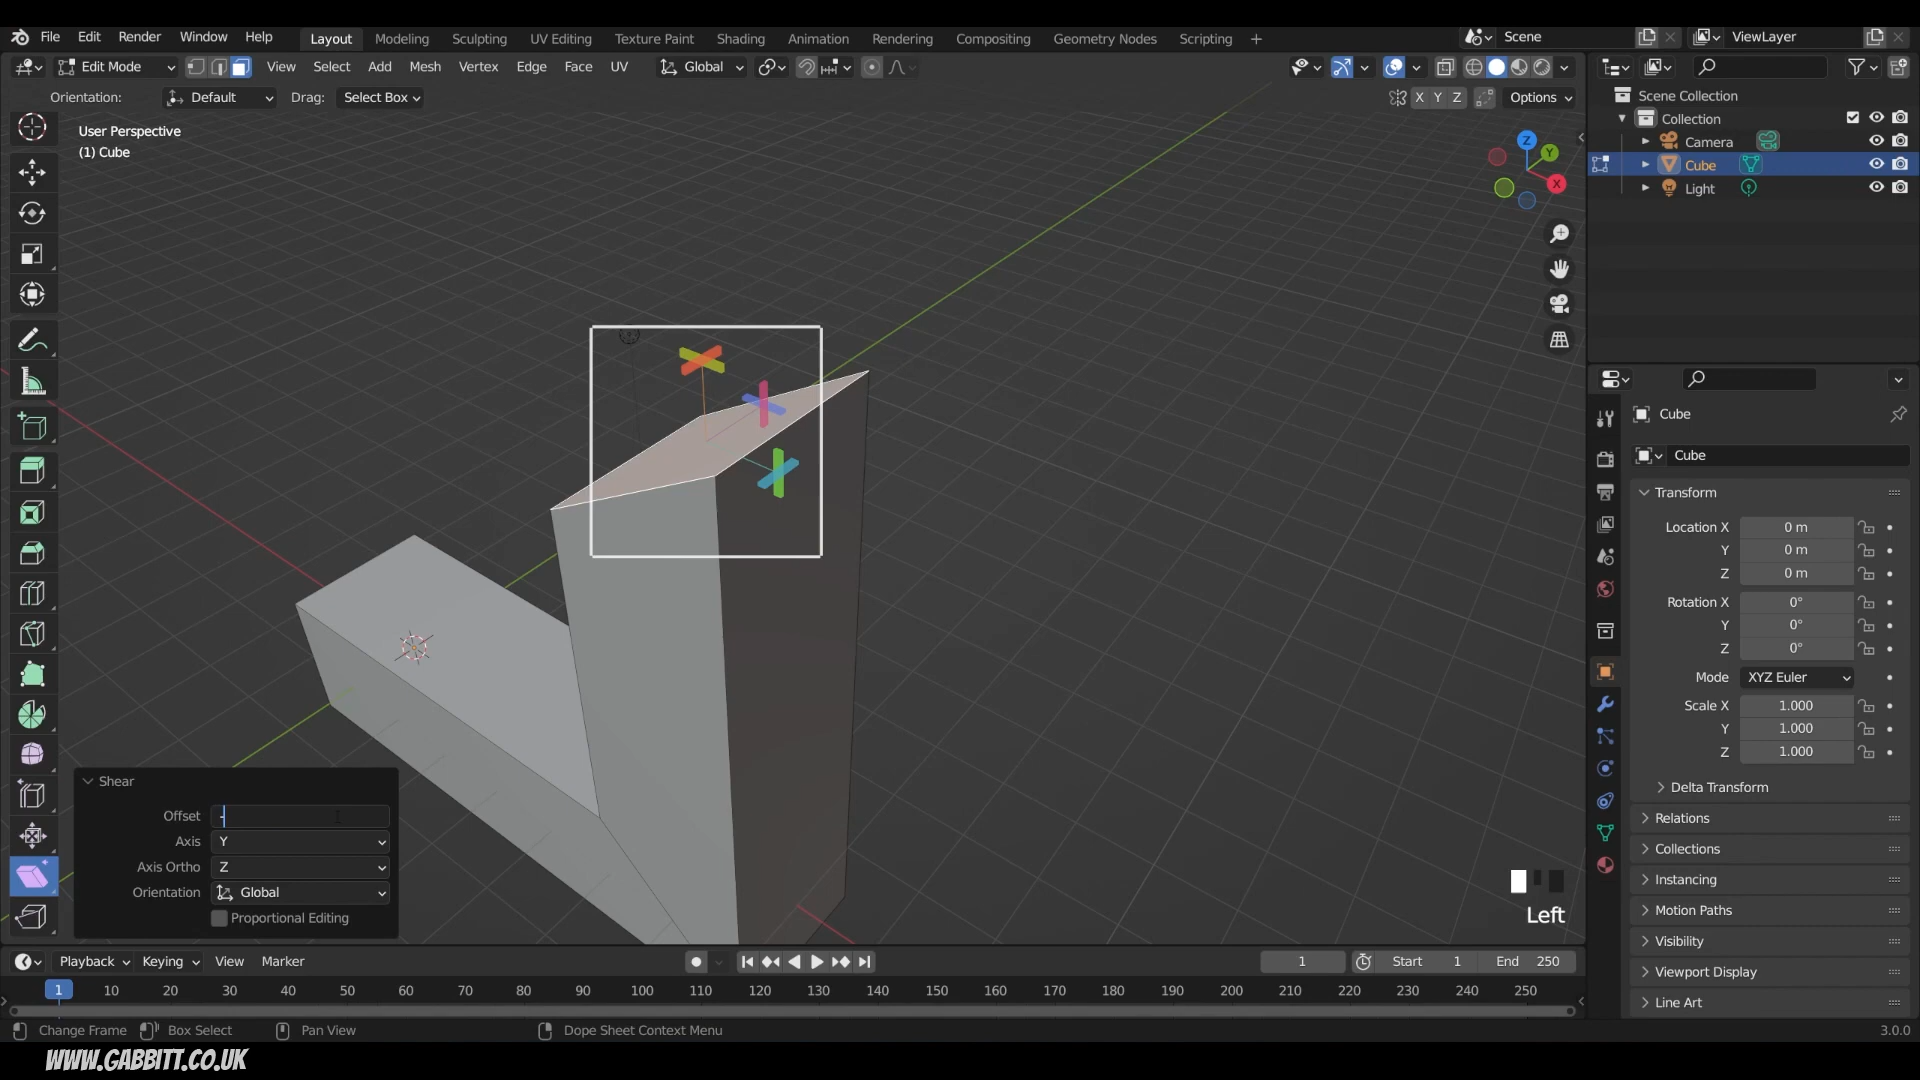 File Edit Render Window Help Layout Modeling Sculpting UV Editing Texture Paint Shading Animation Rendering Compositing Geometry Nodes Scripting + Scene ViewLayer
Edit Mode View Select Add Mesh Vertex Edge Face UV Global
Orientation: Default Drag: Select Box X Y Z Options
User Perspective
(1) Cube
Z
Y
X
Scene Collection
Collection
Camera
Cube
Light
Cube
Cube
Transform
Location X 0 m
Y 0 m
Z 0 m
Rotation X 0°
Y 0°
Z 0°
Mode XYZ Euler
Scale X 1.000
Y 1.000
Z 1.000
Delta Transform
Relations
Collections
Instancing
Motion Paths
Visibility
Viewport Display
Line Art
Shear
Offset -
Axis Y
Axis Ortho Z
Orientation Global
Proportional Editing
Left
Playback Keying View Marker 1 Start 1 End 250
1 10 20 30 40 50 60 70 80 90 100 110 120 130 140 150 160 170 180 190 200 210 220 230 240 250
Change Frame Box Select Pan View Dope Sheet Context Menu 3.0.0
WWW.GABBITT.CO.UK